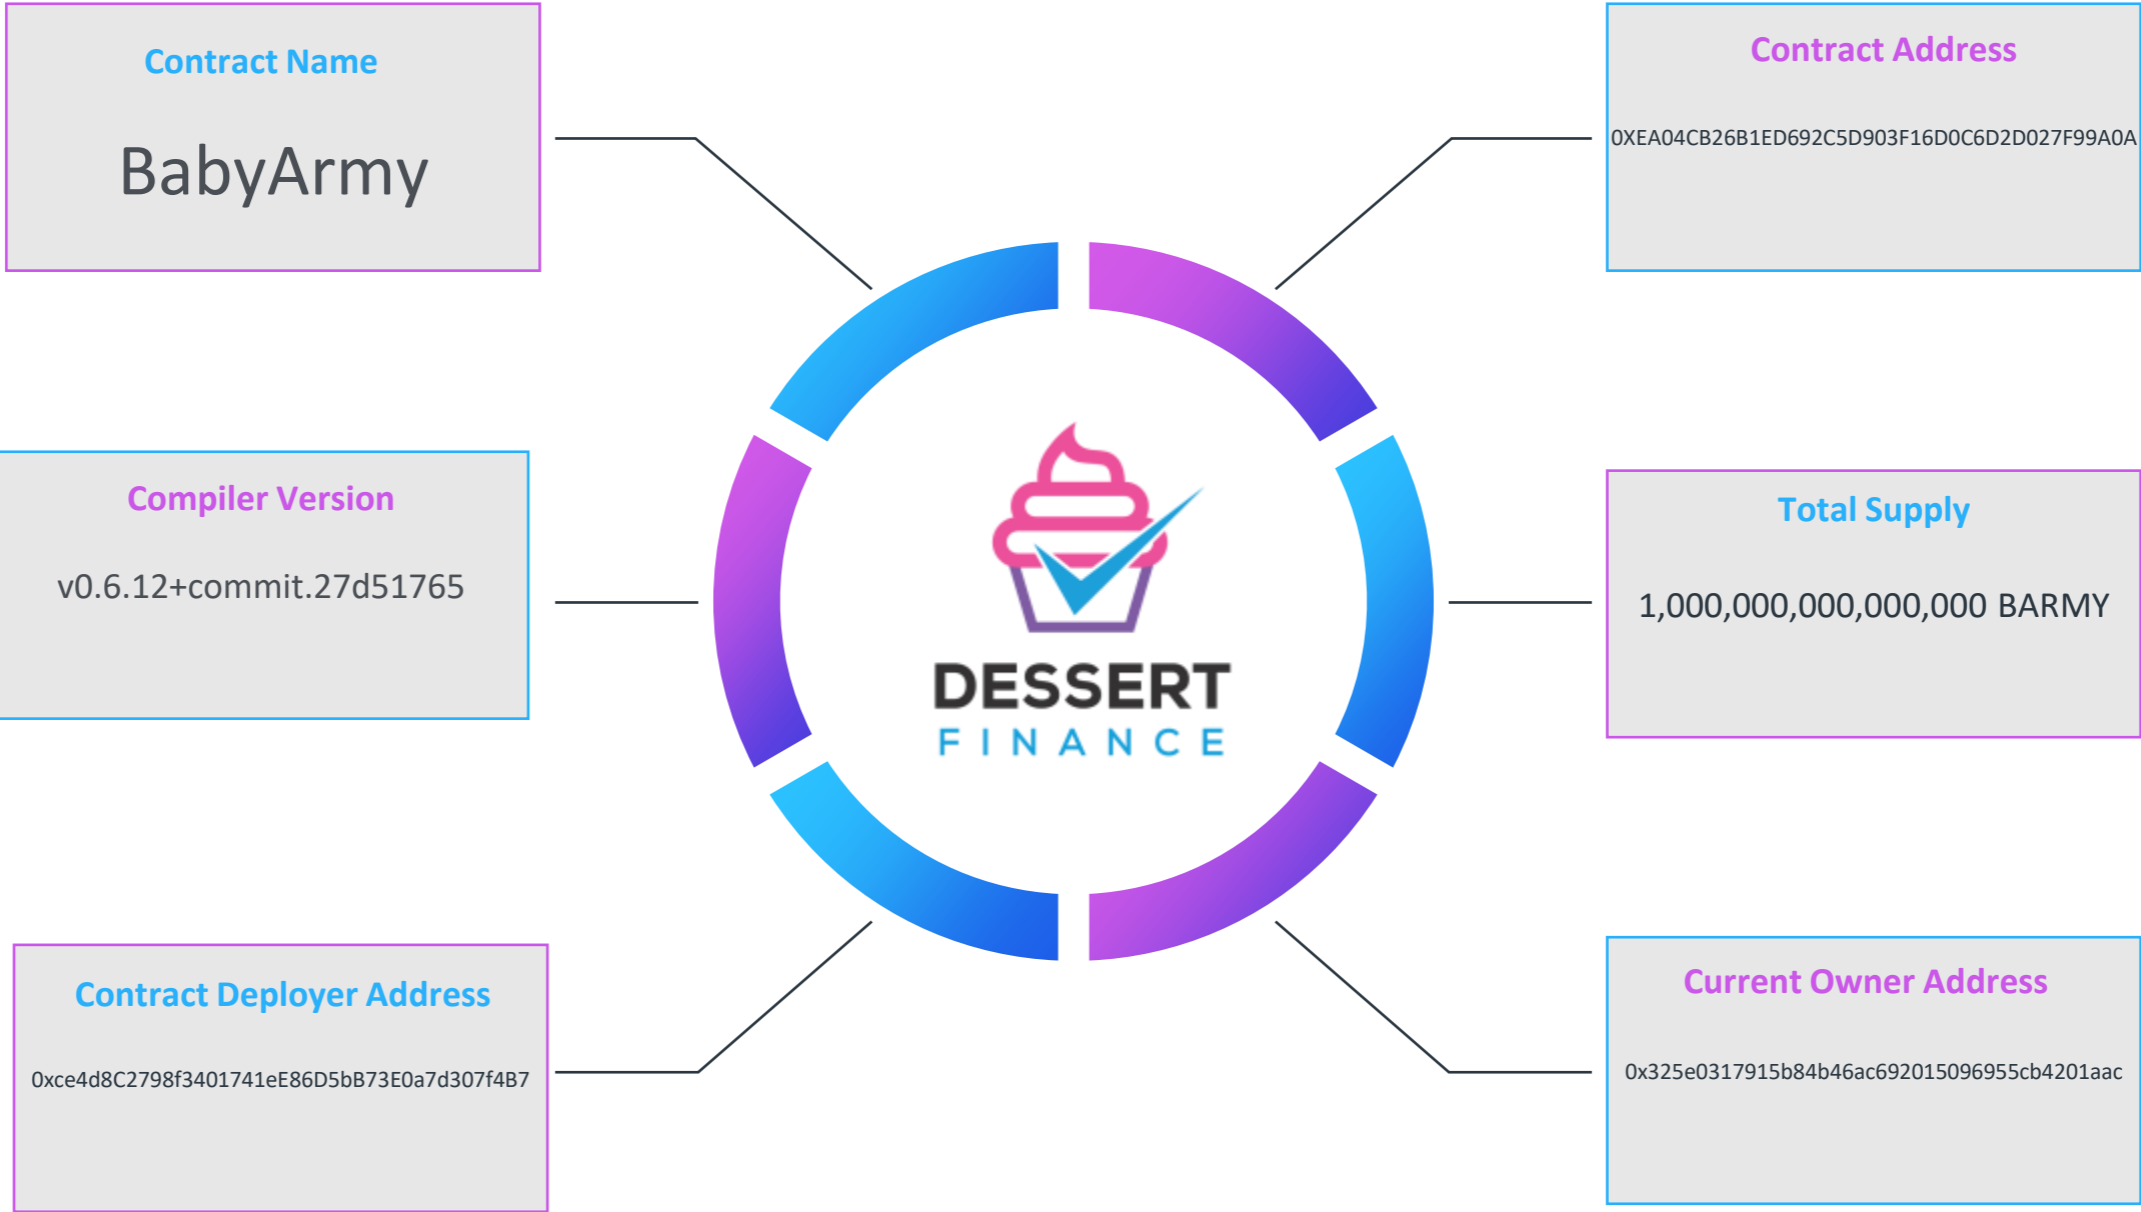 Contract Name
BabyArmy
Contract Address
0XEA04CB26B1ED692C5D903F16D0C6D2D027F99A0A
Compiler Version
v0.6.12+commit.27d51765
DESSERT
FINANCE
Total Supply
1,000,000,000,000,000 BARMY
Contract Deployer Address
0xce4d8C2798f3401741eE86D5bB73E0a7d307f4B7
Current Owner Address
0x325e0317915b84b46ac692015096955cb4201aac